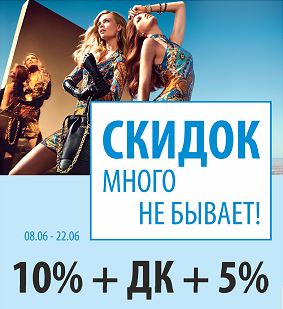 СКИДОК
МНОГО
НЕ БЫВАЕТ!
08.06 - 22.06
10% + ДК + 5%